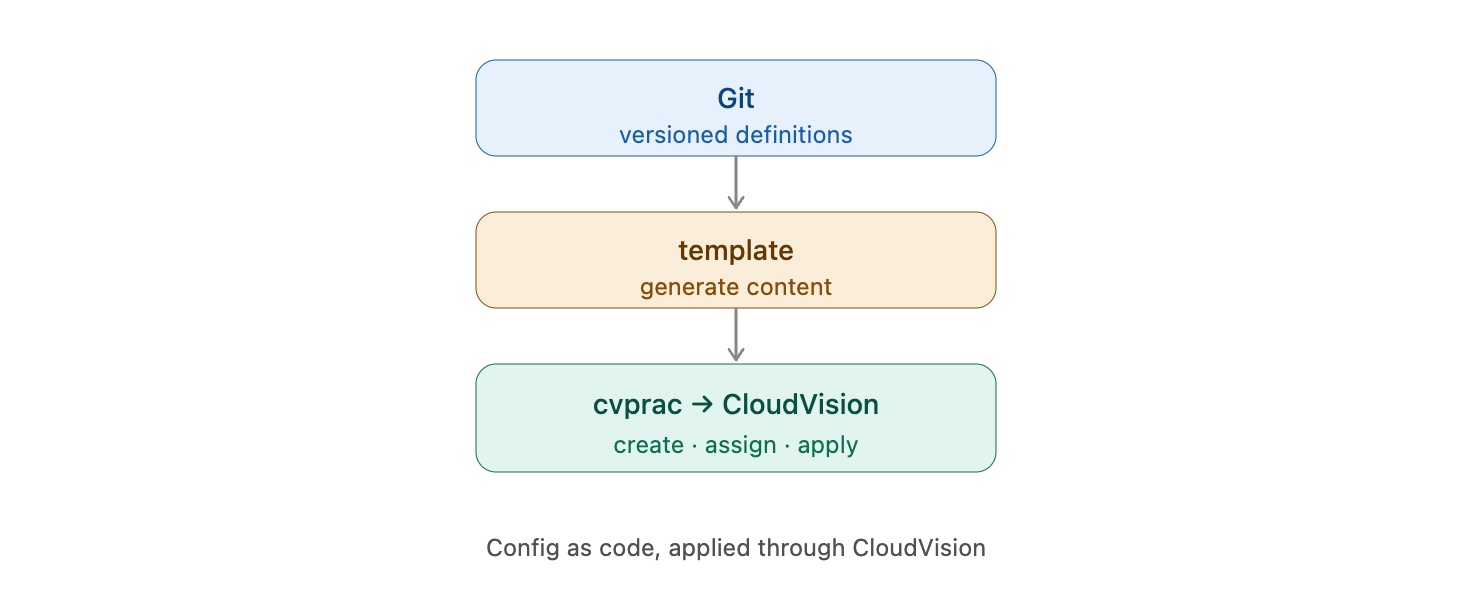 Git
versioned definitions
template
generate content
cvprac → CloudVision
create · assign · apply
Config as code, applied through CloudVision